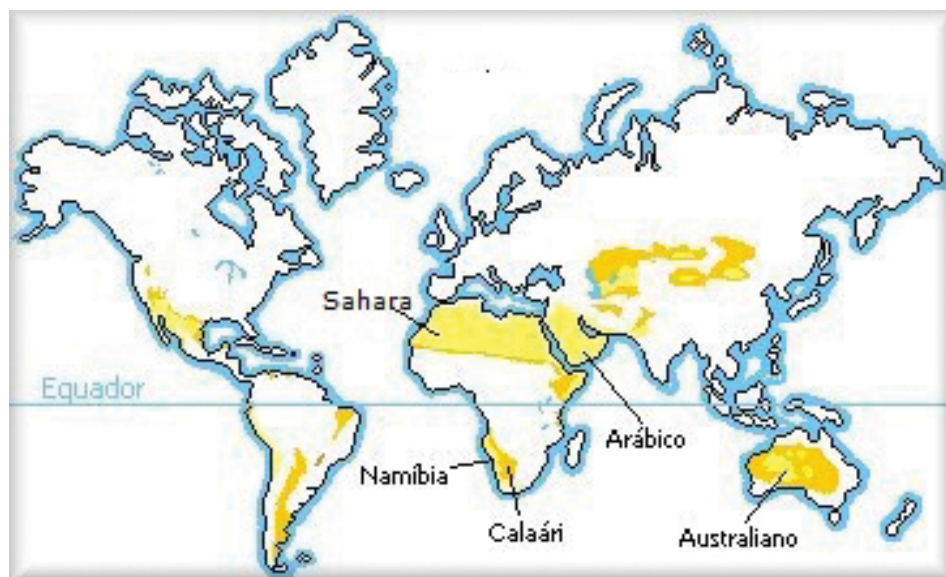 Sahara
Equador
Arábico
Namíbia
Calaári
Australiano